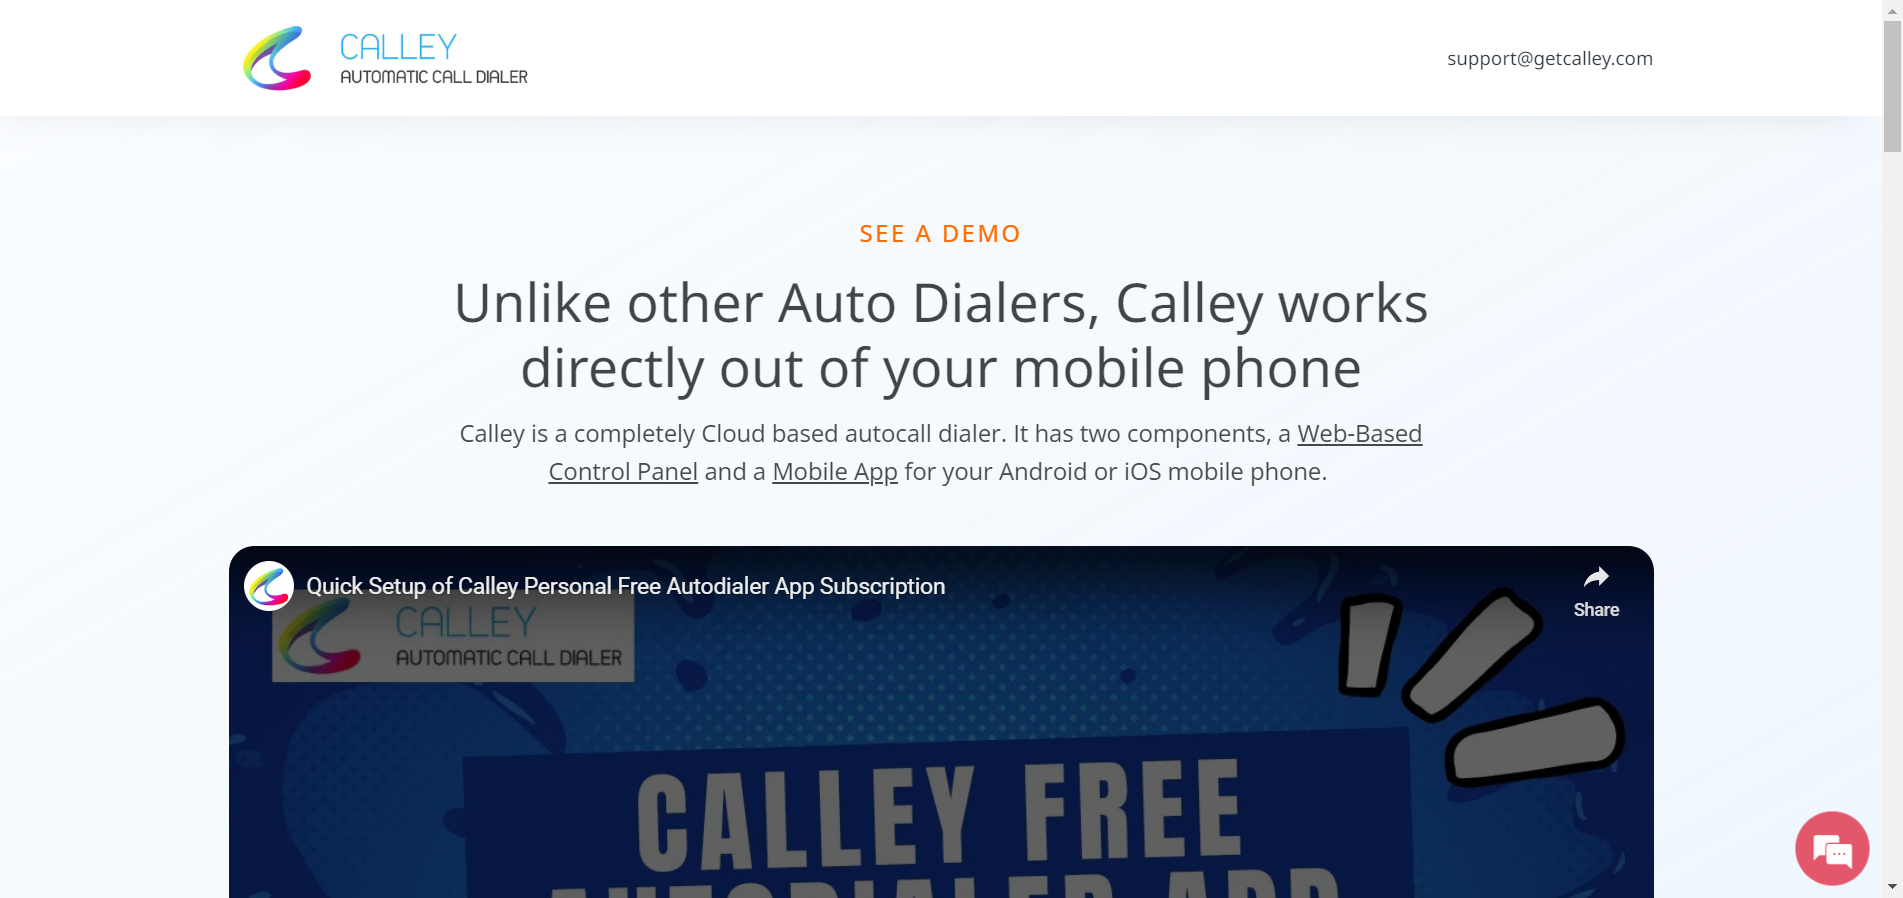 CALLEY
AUTOMATIC CALL DIALER
support@getcalley.com
SEE A DEMO
Unlike other Auto Dialers, Calley works
directly out of your mobile phone
Calley is a completely Cloud based autocall dialer. It has two components, a Web-Based
Control Panel and a Mobile App for your Android or iOS mobile phone.
Quick Setup of Calley Personal Free Autodialer App Subscription
Share
CALLEY
AUTOMATIC CALL DIALER
CALLEY FREE
AUTODIALER APP